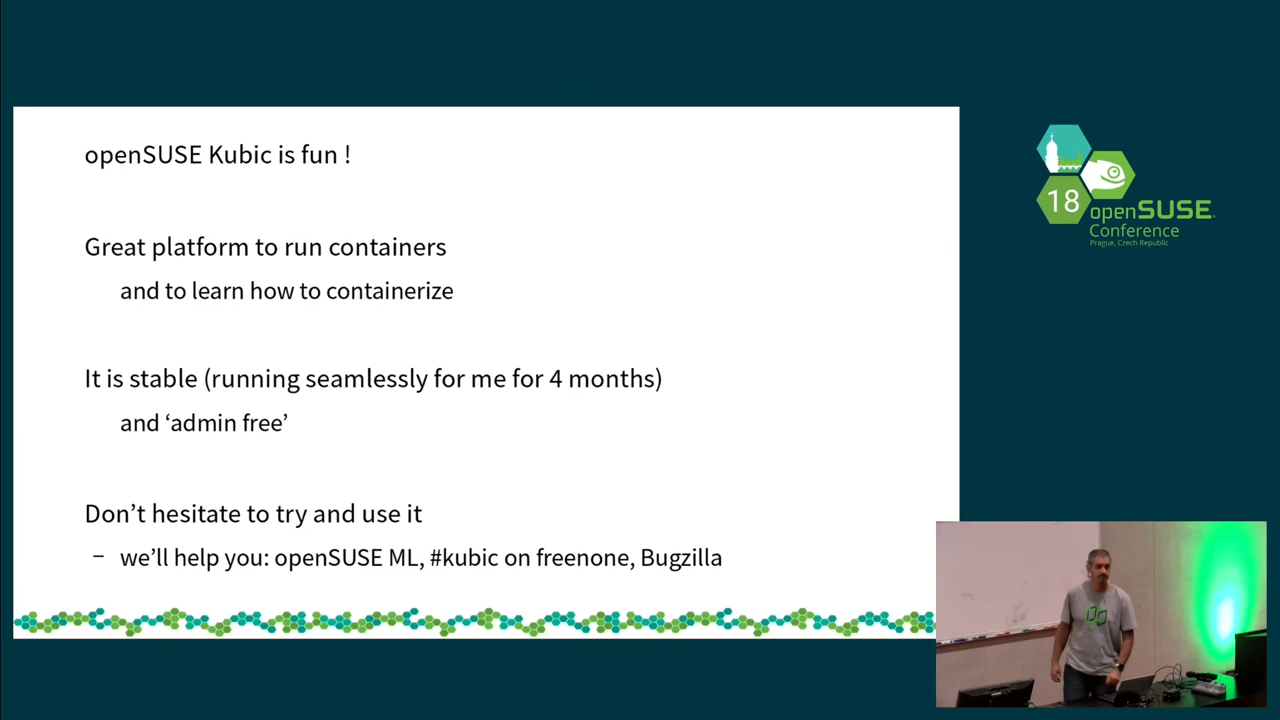 openSUSE Kubic is fun !
Great platform to run containers
and to learn how to containerize
It is stable (running seamlessly for me for 4 months)
and ‘admin free’
Don’t hesitate to try and use it
– we’ll help you: openSUSE ML, #kubic on freenone, Bugzilla
18
openSUSE
Conference
Prague, Czech Republic